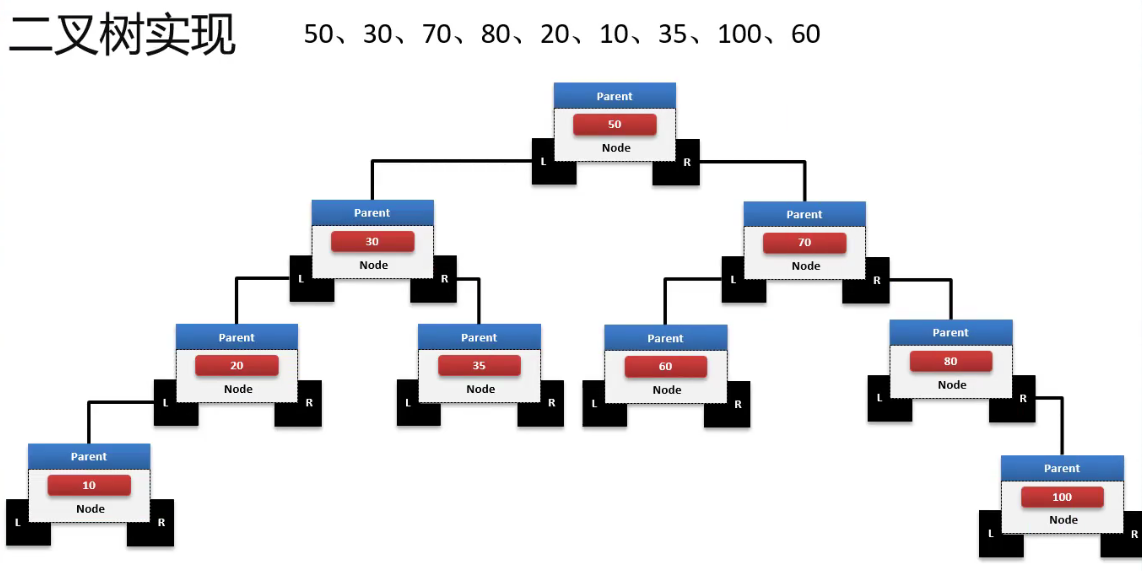 二叉树实现
50、30、70、80、20、10、35、100、60
Parent
50
Node
L
R
Parent
30
Node
L
R
Parent
70
Node
L
R
Parent
20
Node
L
R
Parent
35
Node
L
R
Parent
60
Node
L
R
Parent
80
Node
L
R
Parent
10
Node
L
R
Parent
100
Node
L
R